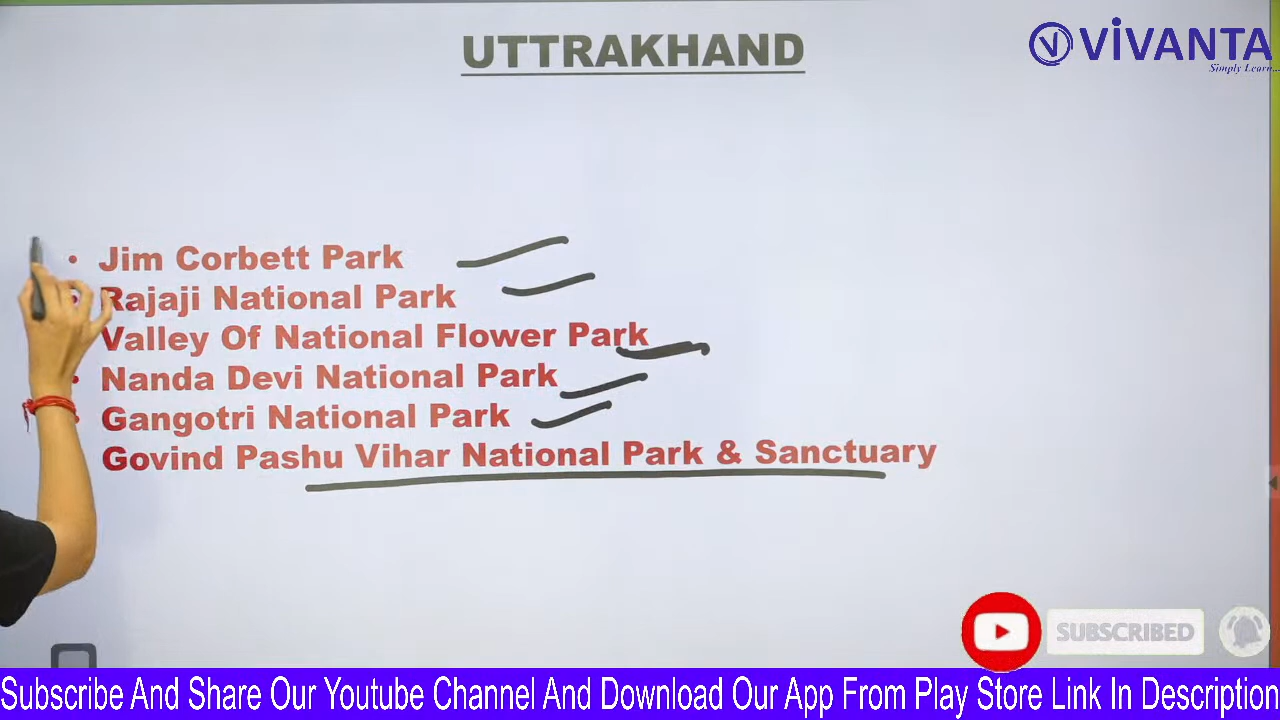 UTTRAKHAND
VİVANTA
Simply Learn...
• Jim Corbett Park
• Rajaji National Park
Valley Of National Flower Park
• Nanda Devi National Park
• Gangotri National Park
Govind Pashu Vihar National Park & Sanctuary
SUBSCRIBED
Subscribe And Share Our Youtube Channel And Download Our App From Play Store Link In Description